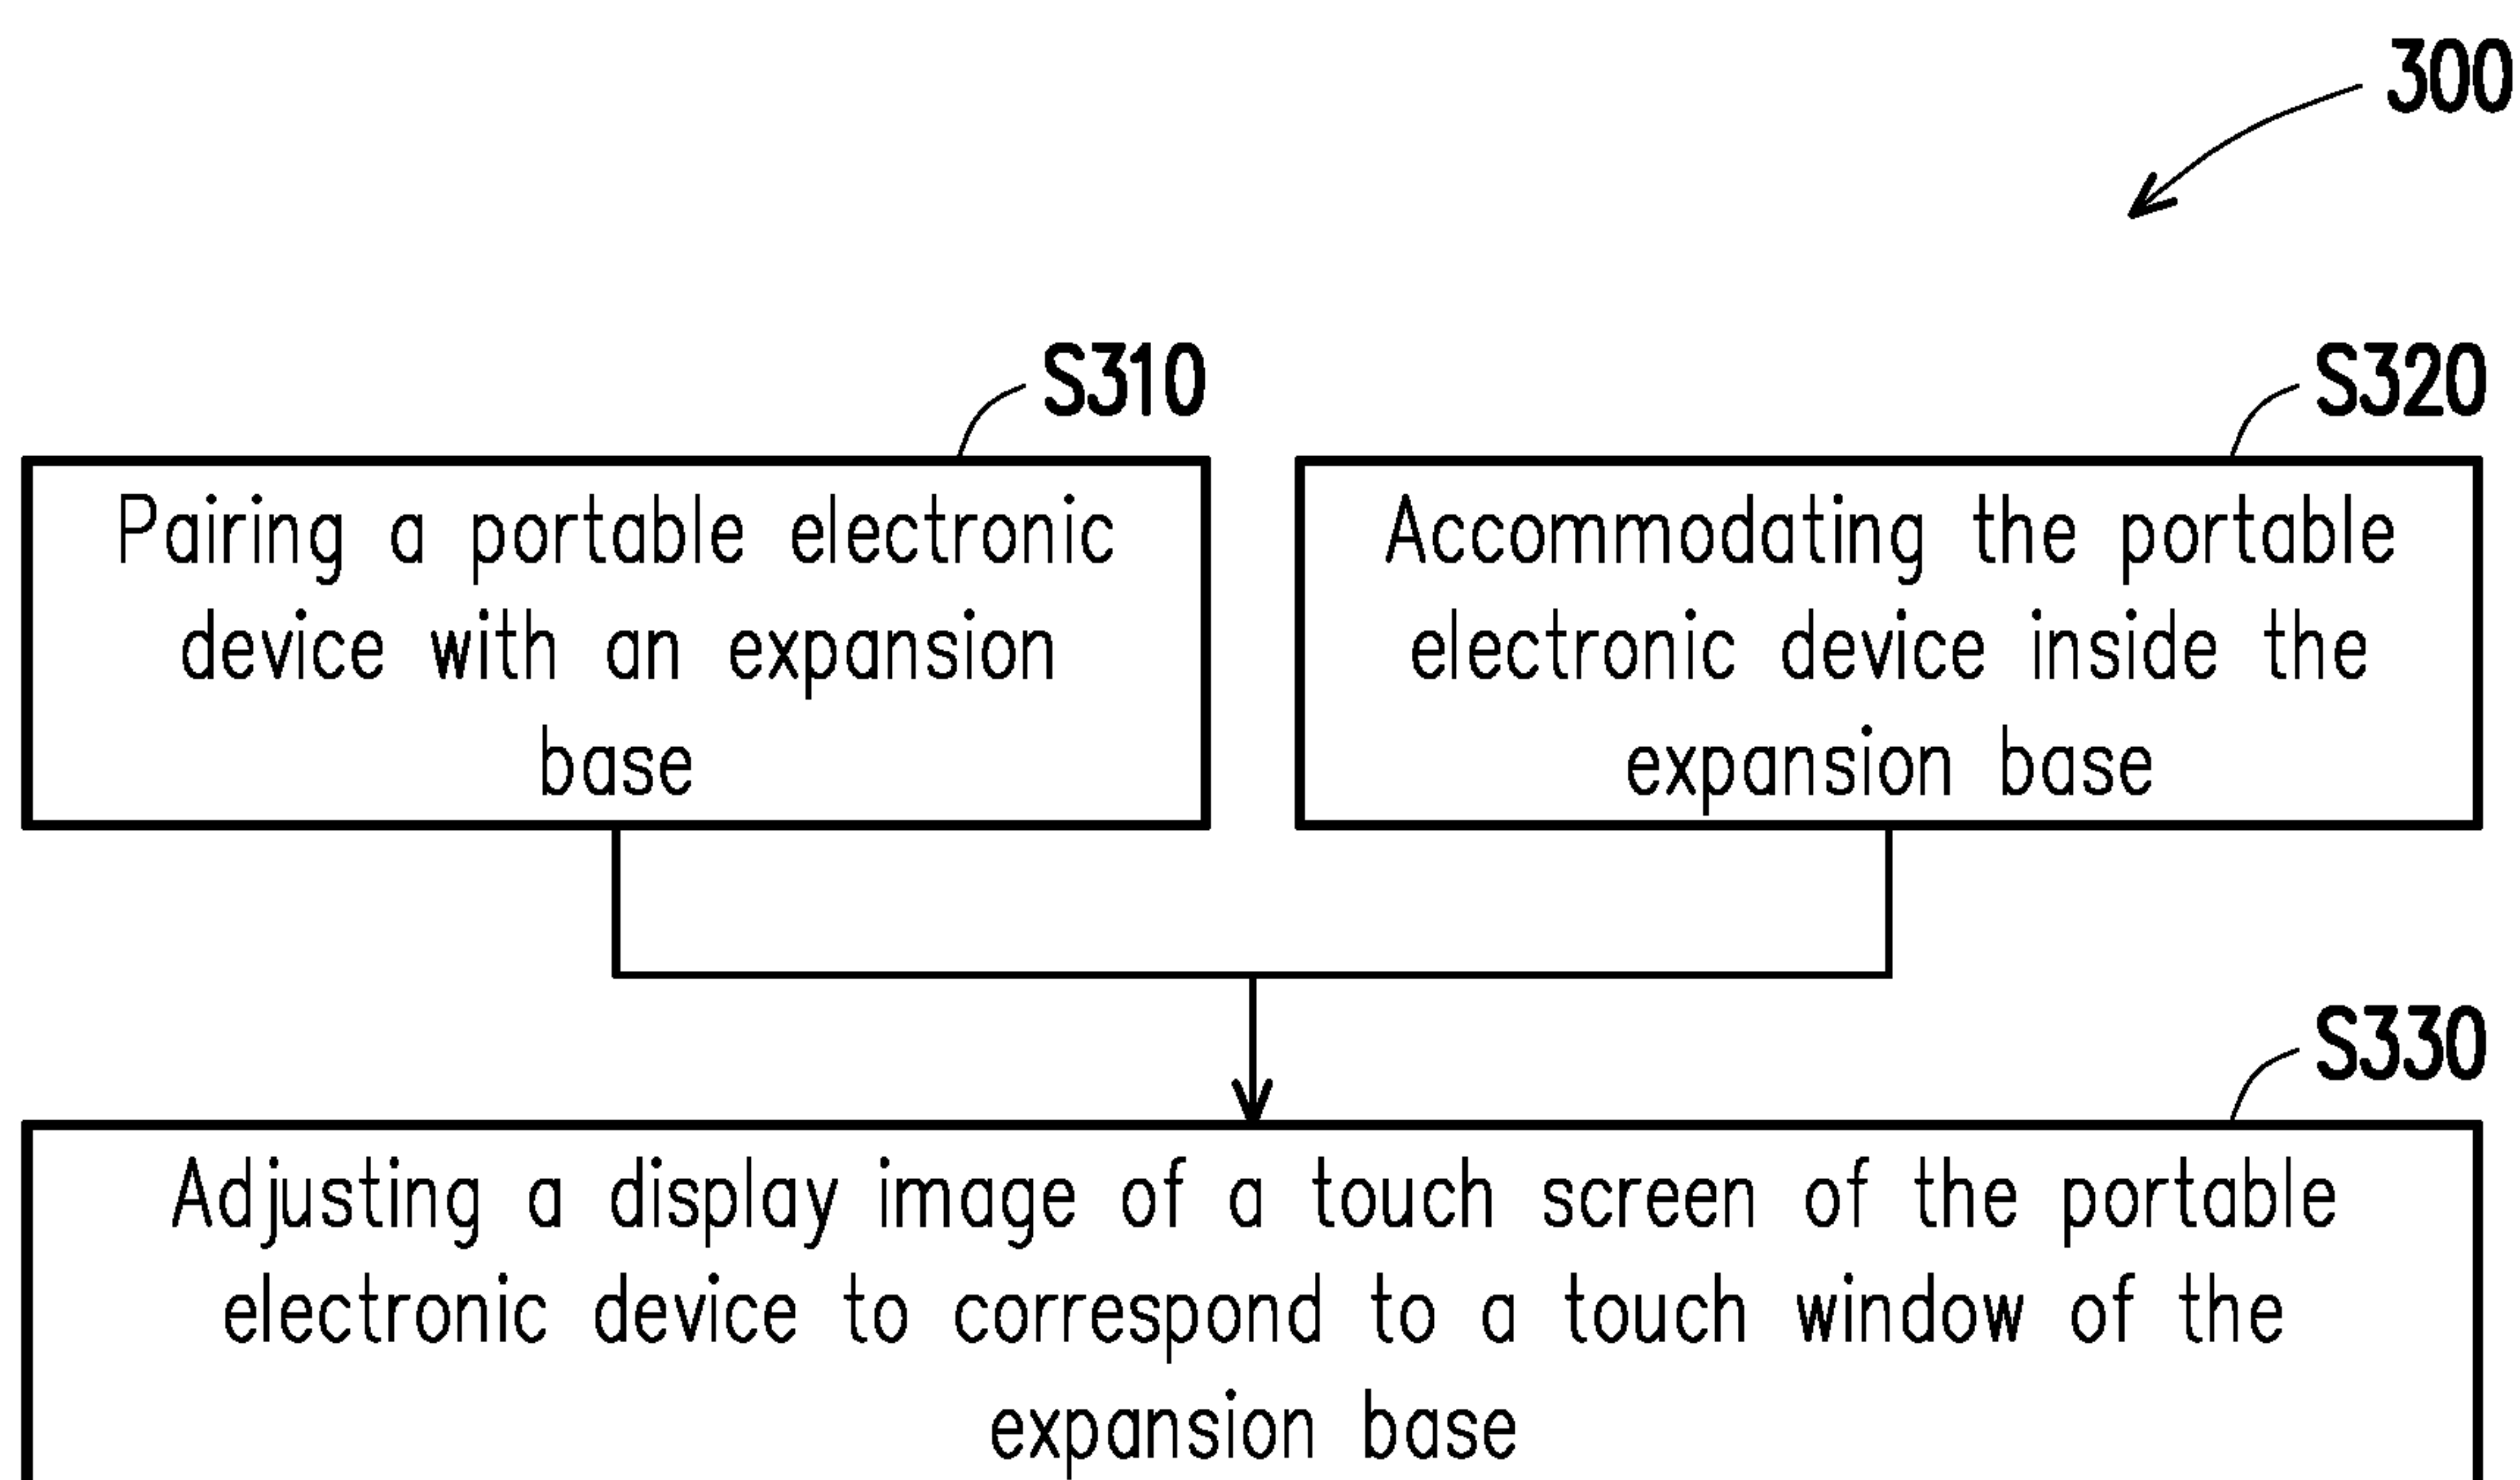 300
S310
Pairing a portable electronic
device with an expansion
base
S320
Accommodating the portable
electronic device inside the
expansion base
S330
Adjusting a display image of a touch screen of the portable
electronic device to correspond to a touch window of the
expansion base